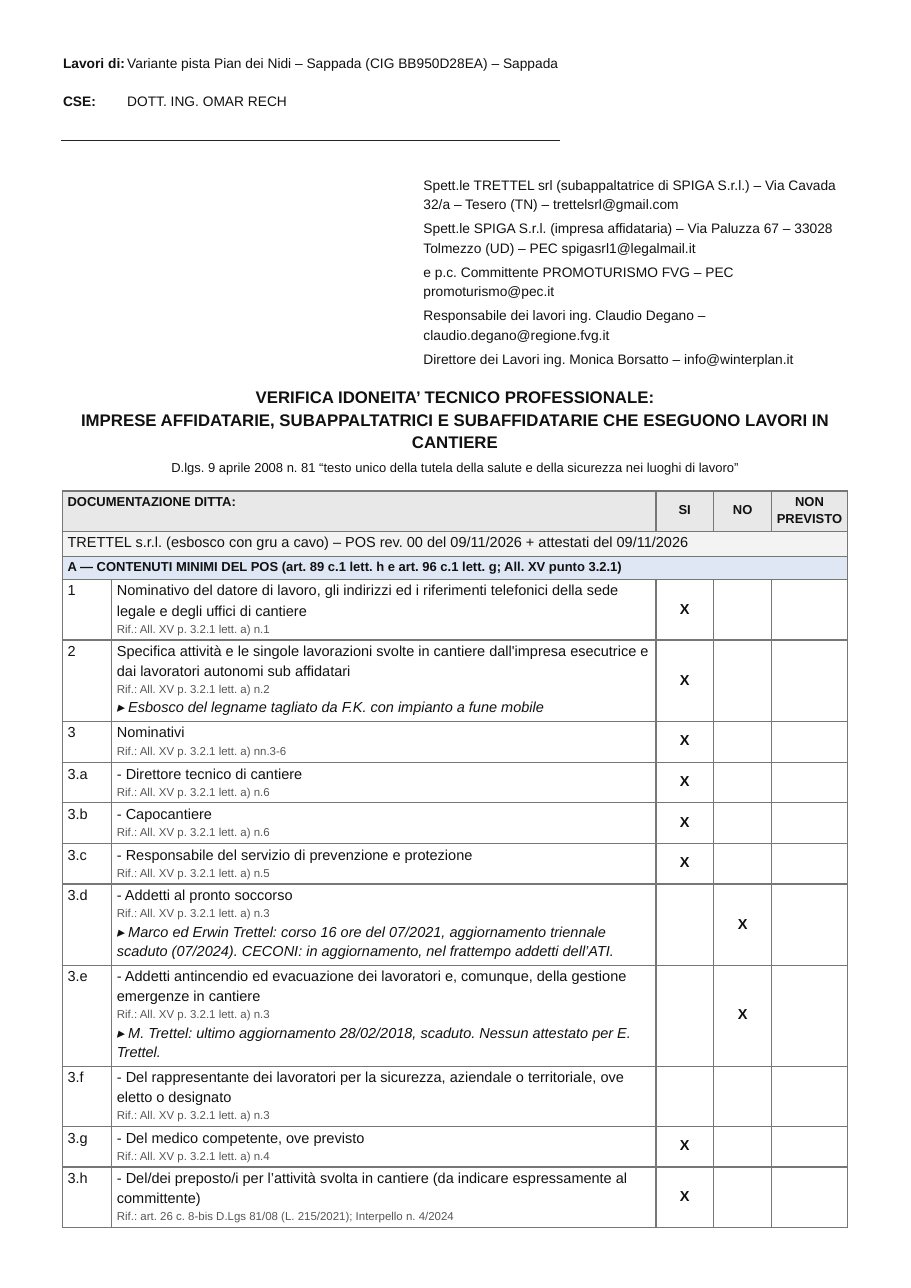 Lavori di: Variante pista Pian dei Nidi – Sappada (CIG BB950D28EA) – Sappada
CSE: DOTT. ING. OMAR RECH
Spett.le TRETTEL srl (subappaltatrice di SPIGA S.r.l.) – Via Cavada
32/a – Tesero (TN) – trettelsrl@gmail.com
Spett.le SPIGA S.r.l. (impresa affidataria) – Via Paluzza 67 – 33028
Tolmezzo (UD) – PEC spigasrl1@legalmail.it
e p.c. Committente PROMOTURISMO FVG – PEC
promoturismo@pec.it
Responsabile dei lavori ing. Claudio Degano –
claudio.degano@regione.fvg.it
Direttore dei Lavori ing. Monica Borsatto – info@winterplan.it
VERIFICA IDONEITA’ TECNICO PROFESSIONALE:
IMPRESE AFFIDATARIE, SUBAPPALTATRICI E SUBAFFIDATARIE CHE ESEGUONO LAVORI IN
CANTIERE
D.lgs. 9 aprile 2008 n. 81 “testo unico della tutela della salute e della sicurezza nei luoghi di lavoro”
DOCUMENTAZIONE DITTA: SI NO NON
PREVISTO
TRETTEL s.r.l. (esbosco con gru a cavo) – POS rev. 00 del 09/11/2026 + attestati del 09/11/2026
A — CONTENUTI MINIMI DEL POS (art. 89 c.1 lett. h e art. 96 c.1 lett. g; All. XV punto 3.2.1)
1 Nominativo del datore di lavoro, gli indirizzi ed i riferimenti telefonici della sede
legale e degli uffici di cantiere X
Rif.: All. XV p. 3.2.1 lett. a) n.1
2 Specifica attività e le singole lavorazioni svolte in cantiere dall'impresa esecutrice e
dai lavoratori autonomi sub affidatari
Rif.: All. XV p. 3.2.1 lett. a) n.2 X
▸ Esbosco del legname tagliato da F.K. con impianto a fune mobile
3 Nominativi X
Rif.: All. XV p. 3.2.1 lett. a) nn.3-6
3.a - Direttore tecnico di cantiere X
Rif.: All. XV p. 3.2.1 lett. a) n.6
3.b - Capocantiere X
Rif.: All. XV p. 3.2.1 lett. a) n.6
3.c - Responsabile del servizio di prevenzione e protezione X
Rif.: All. XV p. 3.2.1 lett. a) n.5
3.d - Addetti al pronto soccorso
Rif.: All. XV p. 3.2.1 lett. a) n.3
▸ Marco ed Erwin Trettel: corso 16 ore del 07/2021, aggiornamento triennale X
scaduto (07/2024). CECONI: in aggiornamento, nel frattempo addetti dell’ATI.
3.e - Addetti antincendio ed evacuazione dei lavoratori e, comunque, della gestione
emergenze in cantiere
Rif.: All. XV p. 3.2.1 lett. a) n.3 X
▸ M. Trettel: ultimo aggiornamento 28/02/2018, scaduto. Nessun attestato per E.
Trettel.
3.f - Del rappresentante dei lavoratori per la sicurezza, aziendale o territoriale, ove
eletto o designato
Rif.: All. XV p. 3.2.1 lett. a) n.3
3.g - Del medico competente, ove previsto X
Rif.: All. XV p. 3.2.1 lett. a) n.4
3.h - Del/dei preposto/i per l’attività svolta in cantiere (da indicare espressamente al
committente) X
Rif.: art. 26 c. 8-bis D.Lgs 81/08 (L. 215/2021); Interpello n. 4/2024